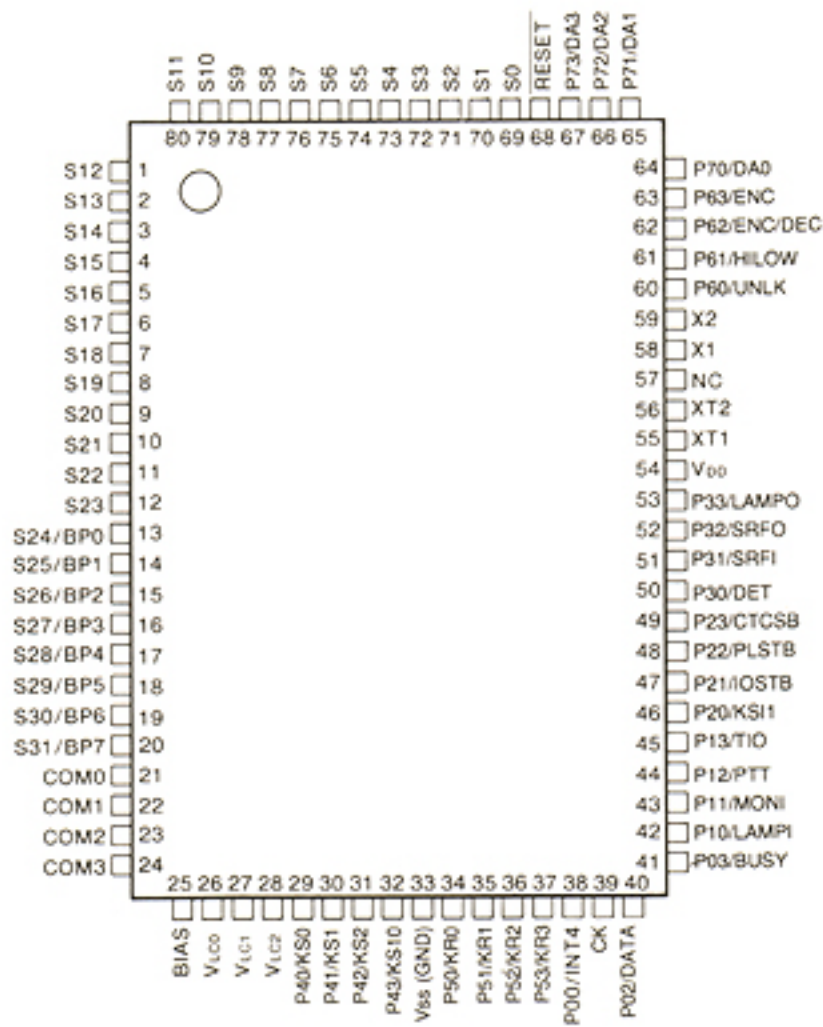 S11 S10 S9 S8 S7 S6 S5 S4 S3 S2 S1 S0 RESET P73/DA3 P72/DA2 P71/DA1
80 79 78 77 76 75 74 73 72 71 70 69 68 67 66 65
S12 1
S13 2
S14 3
S15 4
S16 5
S17 6
S18 7
S19 8
S20 9
S21 10
S22 11
S23 12
S24/BP0 13
S25/BP1 14
S26/BP2 15
S27/BP3 16
S28/BP4 17
S29/BP5 18
S30/BP6 19
S31/BP7 20
COM0 21
COM1 22
COM2 23
COM3 24
64 P70/DA0
63 P63/ENC
62 P62/ENC/DEC
61 P61/HILOW
60 P60/UNLK
59 X2
58 X1
57 NC
56 XT2
55 XT1
54 VDD
53 P33/LAMPO
52 P32/SRFO
51 P31/SRFI
50 P30/DET
49 P23/CTCSB
48 P22/PLSTB
47 P21/IOSTB
46 P20/KSI1
45 P13/TIO
44 P12/PTT
43 P11/MONI
42 P10/LAMPI
41 P03/BUSY
25 26 27 28 29 30 31 32 33 34 35 36 37 38 39 40
BIAS VLC0 VLC1 VLC2 P40/KS0 P41/KS1 P42/KS2 P43/KS10 Vss (GND) P50/KR0 P51/KR1 P52/KR2 P53/KR3 P00/INT4 CK P02/DATA